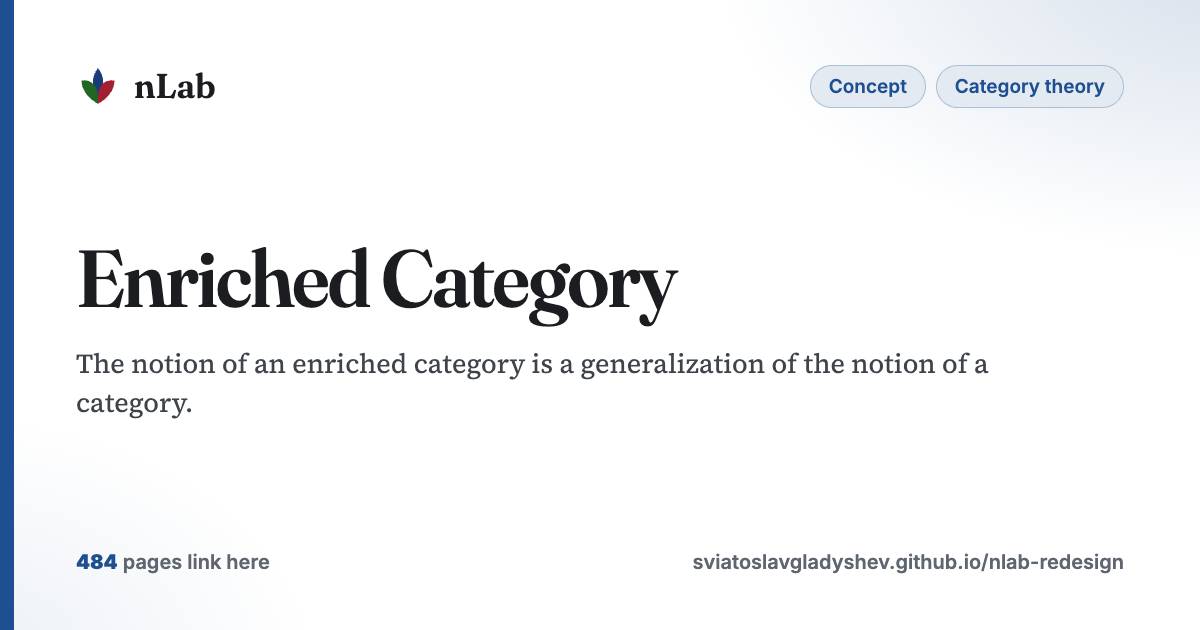 nLab
Concept
Category theory
Enriched Category
The notion of an enriched category is a generalization of the notion of a
category.
484 pages link here
sviatoslavgladyshev.github.io/nlab-redesign